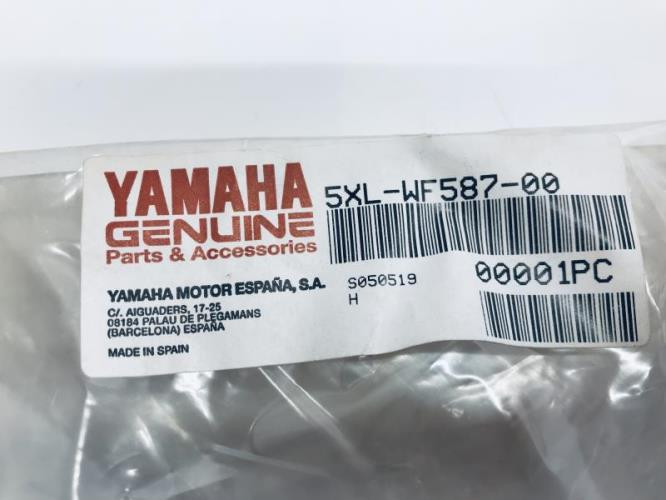 YAMAHA
GENUINE
Parts & Accessories
5XL-WF587-00
YAMAHA MOTOR ESPAÑA, S.A.
C/. AIGUADERS, 17-25
08184 PALAU DE PLEGAMANS
(BARCELONA) ESPAÑA
MADE IN SPAIN
S050519
H
00001PC